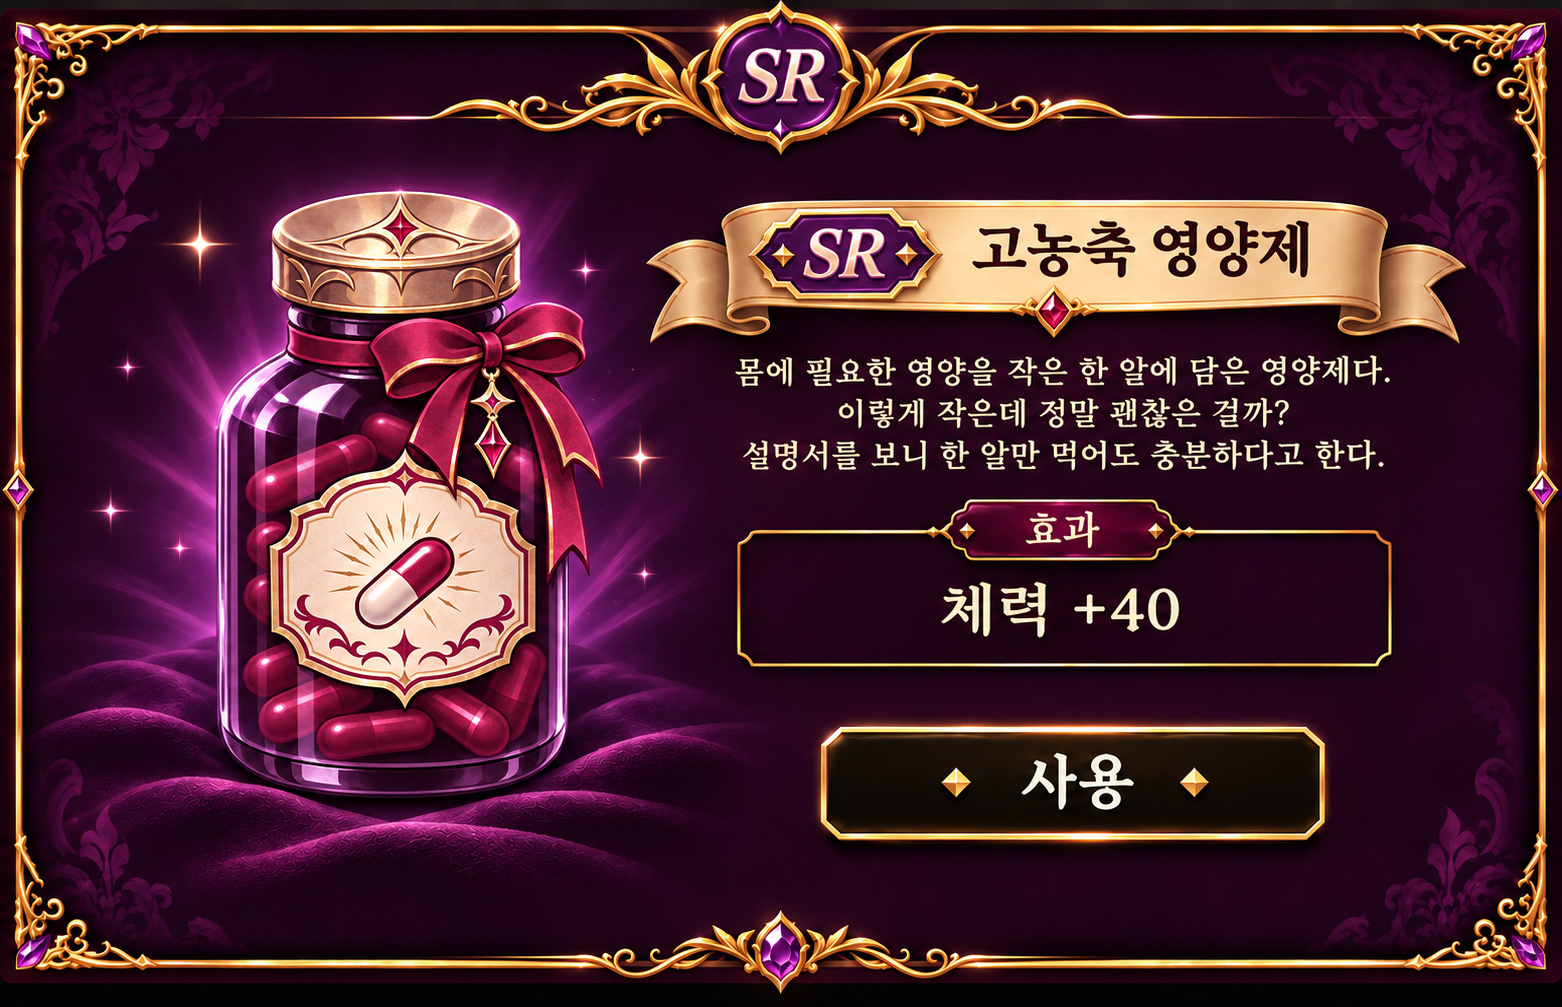 SR
SR 고농축 영양제
몸에 필요한 영양을 작은 한 알에 담은 영양제다.
이렇게 작은데 정말 괜찮은 걸까?
설명서를 보니 한 알만 먹어도 충분하다고 한다.
효과
체력 +40
사용